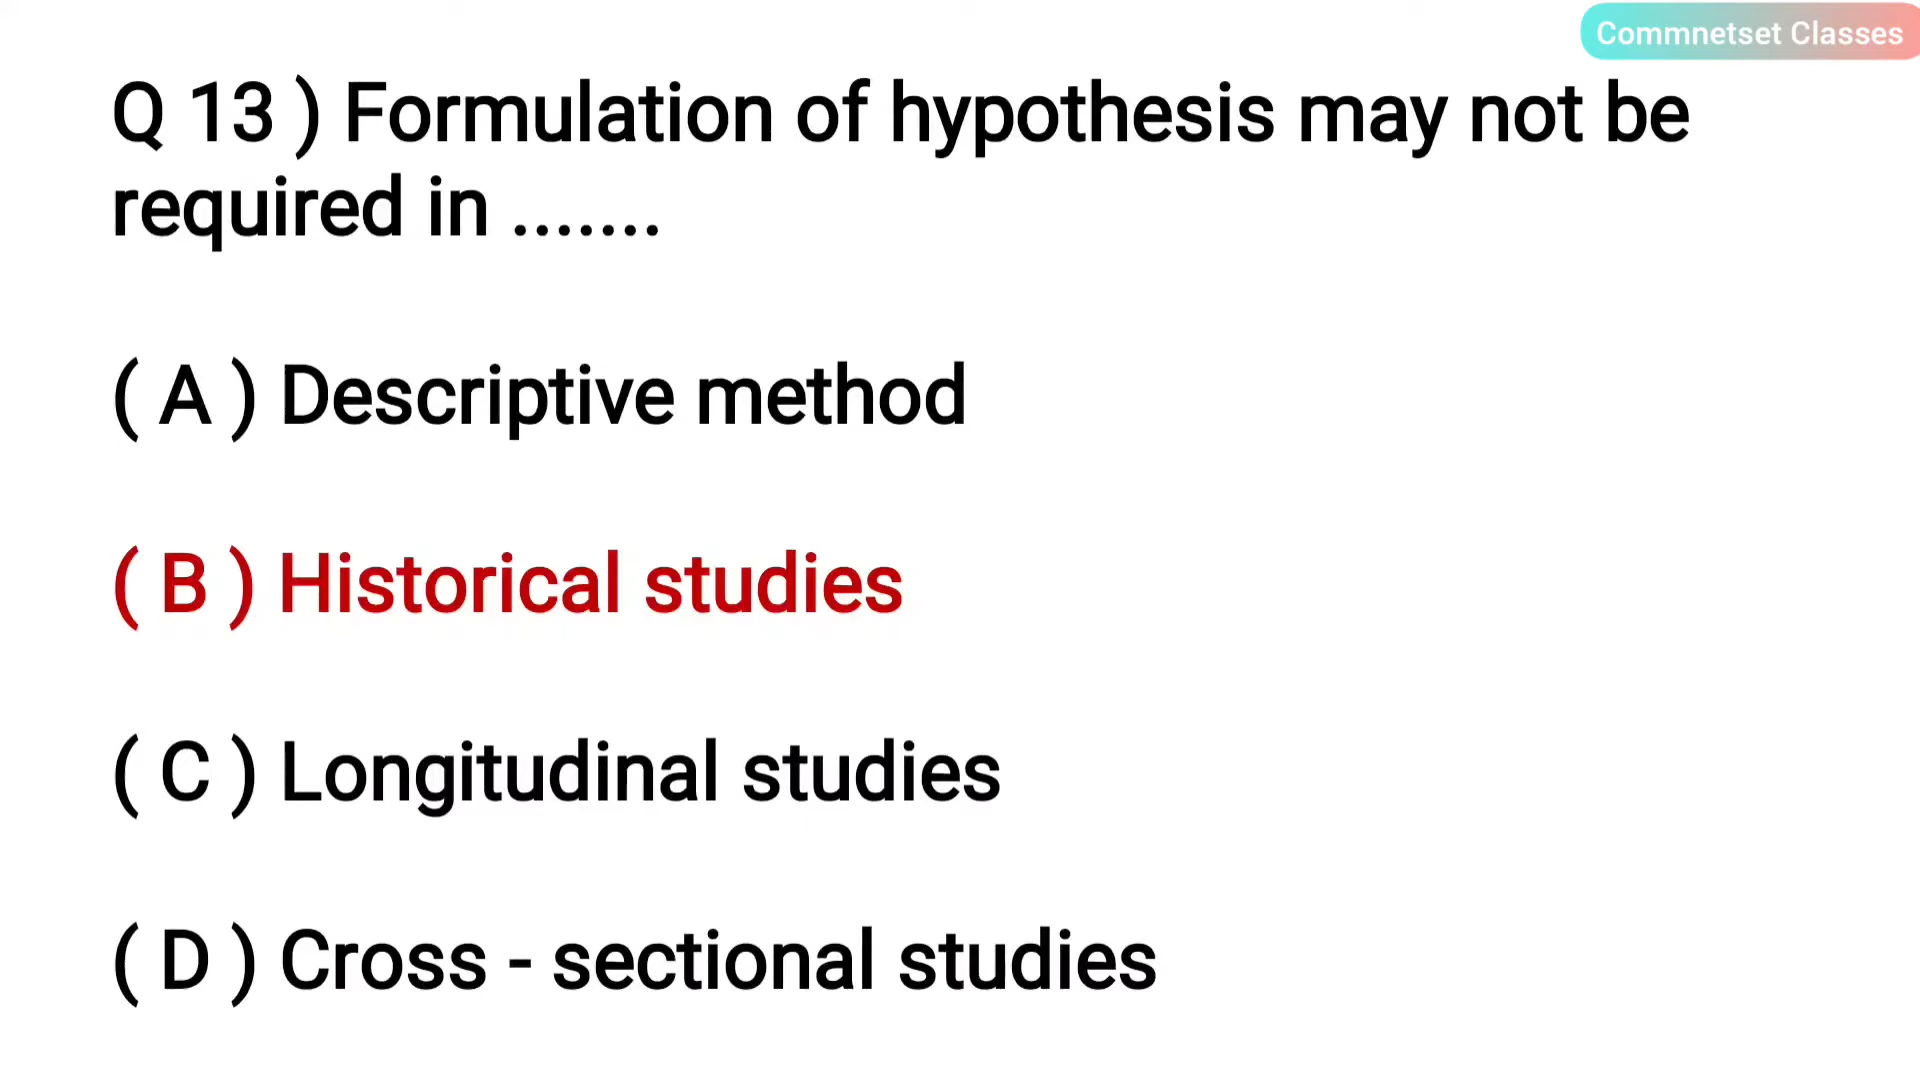 Commnetset Classes
Q 13 ) Formulation of hypothesis may not be
required in .......
( A ) Descriptive method
( B ) Historical studies
( C ) Longitudinal studies
( D ) Cross - sectional studies